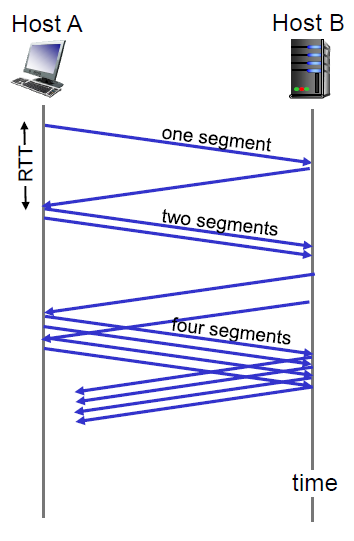 Host A
Host B
one segment
RTT
two segments
four segments
time